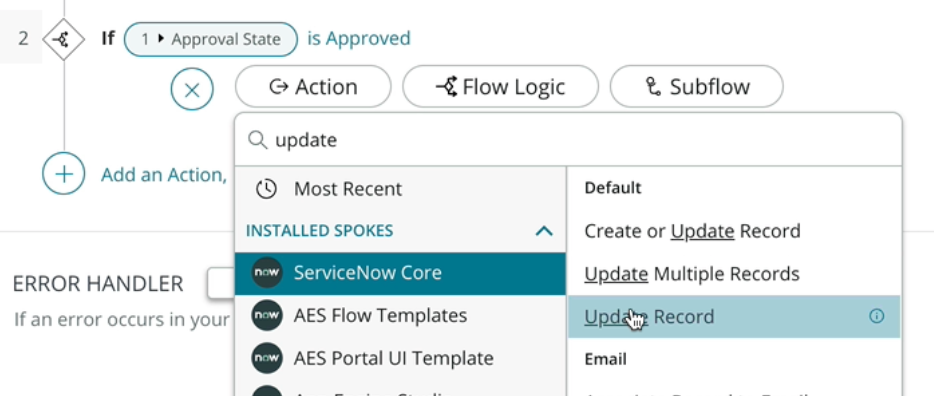 2 If 1 ▸ Approval State is Approved
Action Flow Logic Subflow
update
Add an Action,
Most Recent
INSTALLED SPOKES
now ServiceNow Core
now AES Flow Templates
now AES Portal UI Template
Default
Create or Update Record
Update Multiple Records
Update Record
Email
ERROR HANDLER
If an error occurs in your